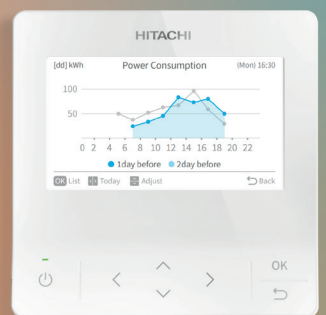 HITACHI
[dd] kWh Power Consumption (Mon) 16:30
100
50
0 2 4 6 8 10 12 14 16 18 20 22
1day before 2day before
OK List Today Adjust Back
OK